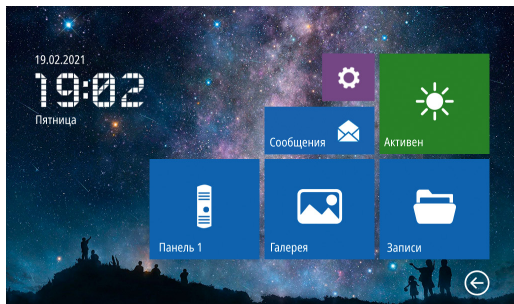 19.02.2021
19:02
Пятница
Сообщения
Активен
Панель 1
Галерея
Записи